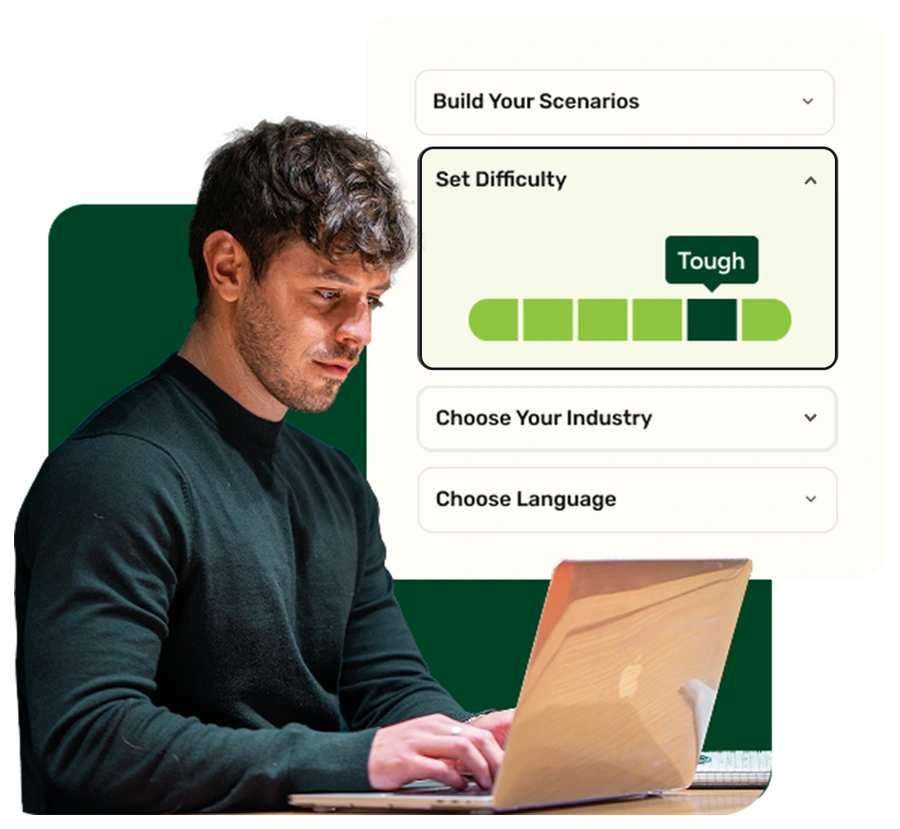 Build Your Scenarios
Set Difficulty
Tough
Choose Your Industry
Choose Language